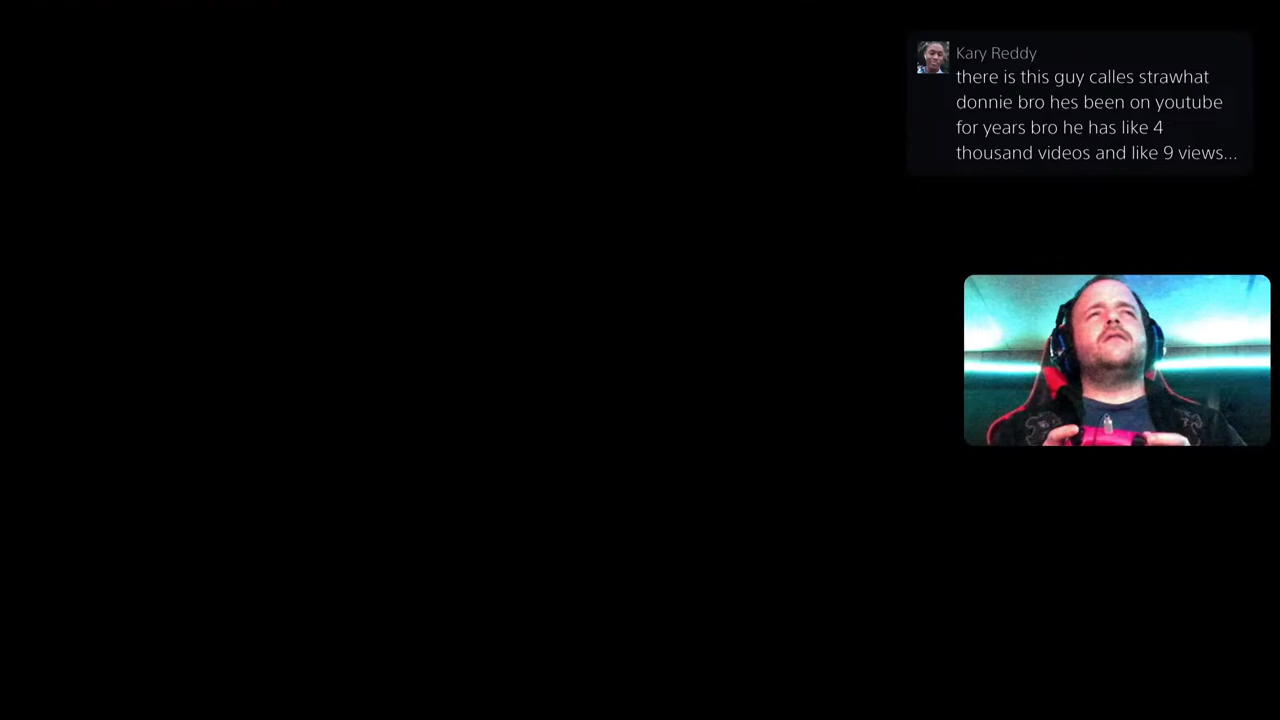 Kary Reddy
there is this guy calles strawhat
donnie bro hes been on youtube
for years bro he has like 4
thousand videos and like 9 views...